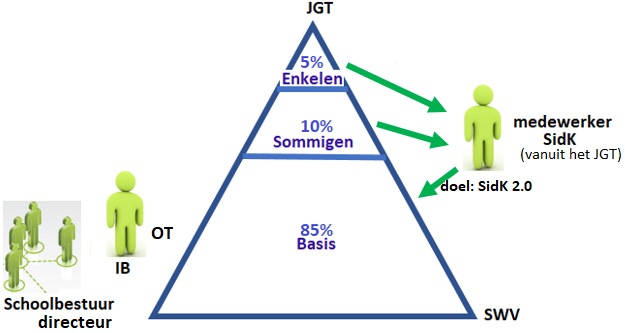 JGT
5%
Enkelen
10%
Sommigen
medewerker
SidK
(vanuit het JGT)
doel: SidK 2.0
OT
IB
85%
Basis
Schoolbestuur
directeur
SWV